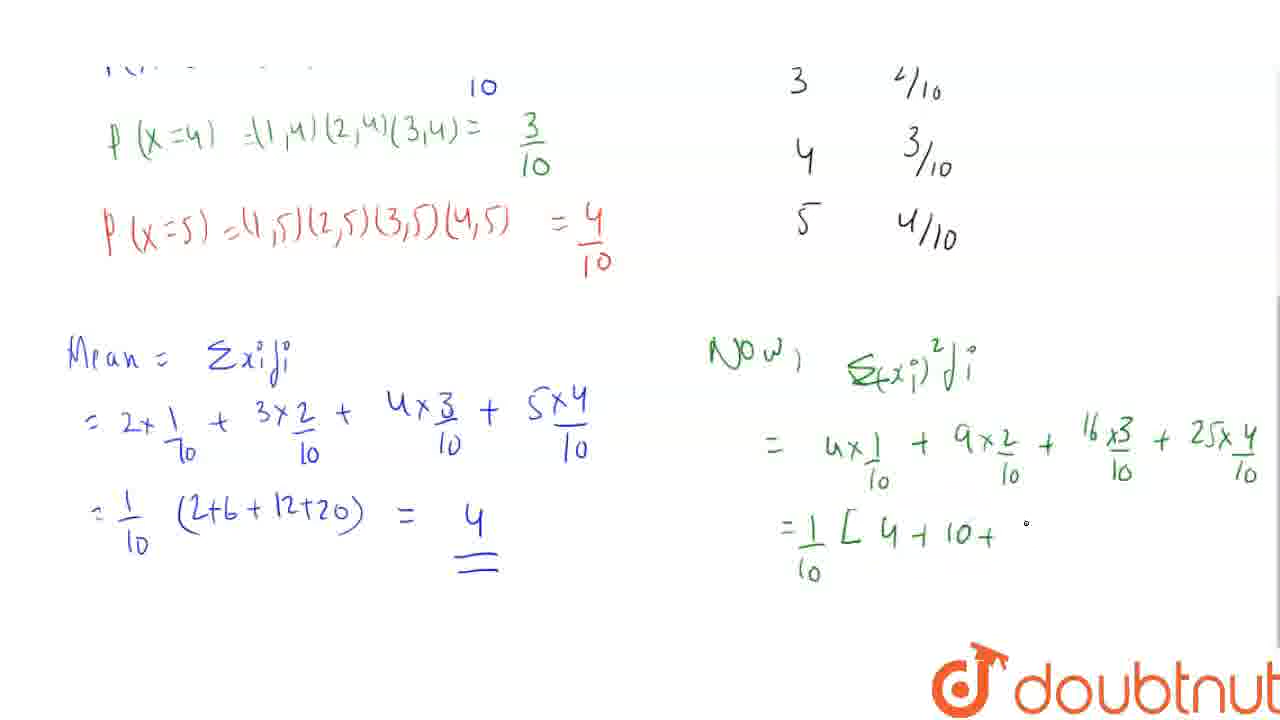 10
P(x=4) =(1,4)(2,4)(3,4)= 3/10
P(x=5) =(1,5)(2,5)(3,5)(4,5) = 4/10
3 2/10
4 3/10
5 4/10
Mean = Σxifi
= 2×1/10 + 3×2/10 + 4×3/10 + 5×4/10
= 1/10 (2+6+12+20) = 4
Now, Σ(xi)²fi
= 4×1/10 + 9×2/10 + 16×3/10 + 25×4/10
= 1/10 [ 4+10+
doubtnut